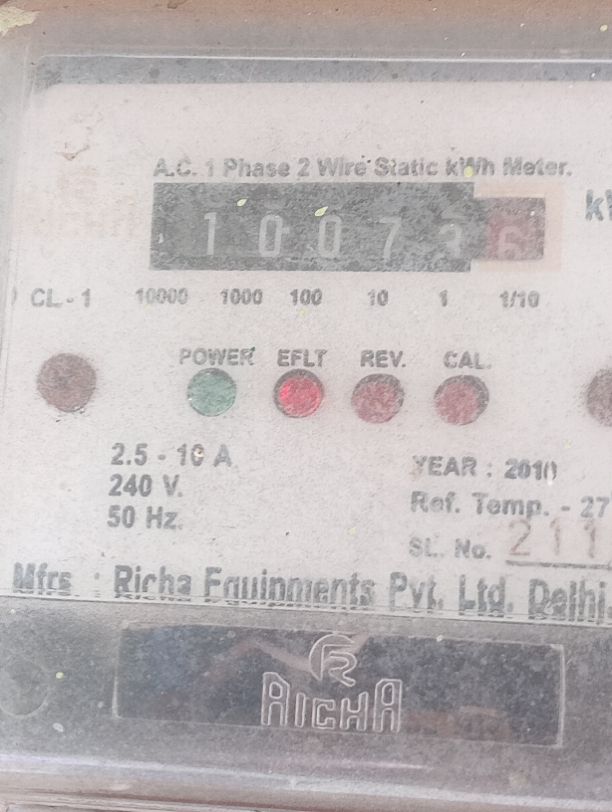 A.C. 1 Phase 2 Wire Static kWh Meter.
1 0 0 7
CL - 1 10000 1000 100 10 1 1/10
POWER EFLT REV. CAL.
2.5 - 10 A
240 V.
50 Hz.
YEAR : 2010
Ref. Temp. - 27
SL. No. 211
Mfrs : Richa Equipments Pvt. Ltd. Delhi
RICHA